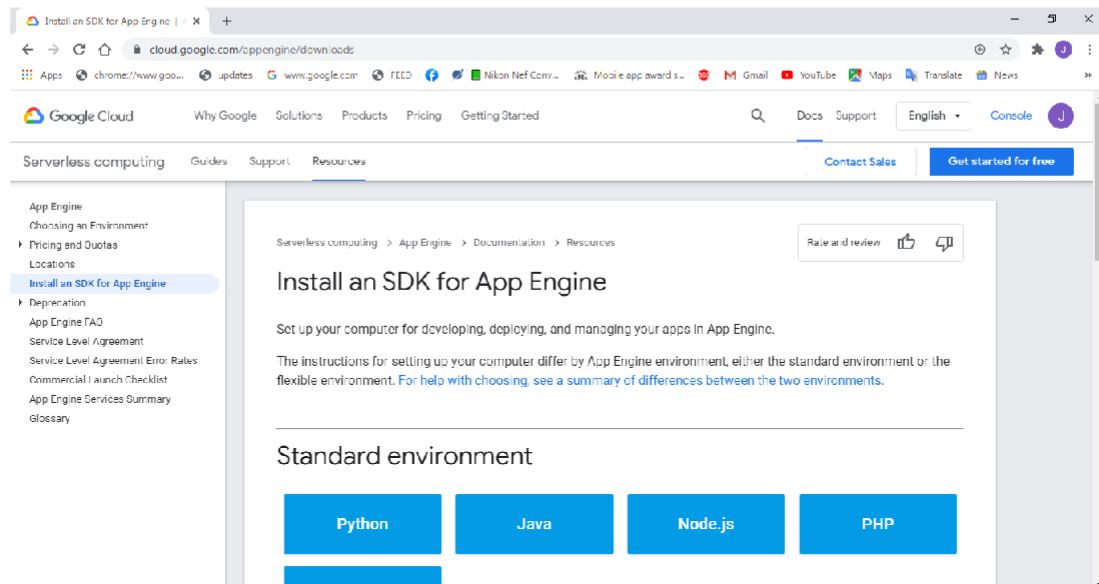 Install an SDK for App Engine | 
cloud.google.com/appengine/downloads
Apps chrome://www.goo... updates www.google.com FEED Nikon Nef Conv... Mobile app award s... Gmail YouTube Maps Translate News »
Google Cloud Why Google Solutions Products Pricing Getting Started Docs Support English Console J
Serverless computing Guides Support Resources Contact Sales Get started for free
App Engine
Choosing an Environment
Pricing and Quotas
Locations
Install an SDK for App Engine
Deprecation
App Engine FAQ
Service Level Agreement
Service Level Agreement Error Rates
Commercial Launch Checklist
App Engine Services Summary
Glossary
Serverless computing > App Engine > Documentation > Resources
Rate and review
Install an SDK for App Engine
Set up your computer for developing, deploying, and managing your apps in App Engine.
The instructions for setting up your computer differ by App Engine environment, either the standard environment or the
flexible environment. For help with choosing, see a summary of differences between the two environments.
Standard environment
Python Java Node.js PHP